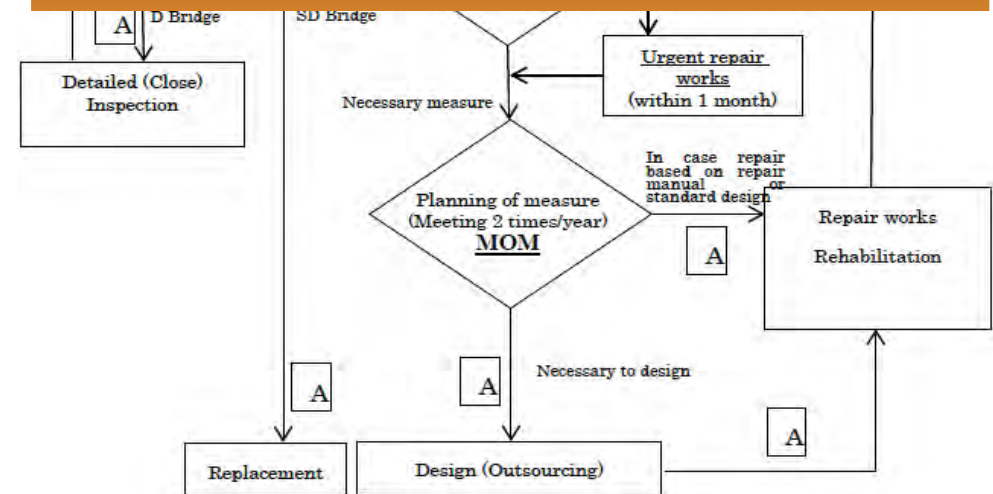 A
D Bridge
SD Bridge
Detailed (Close)
Inspection
Urgent repair
works
(within 1 month)
Necessary measure
In case repair
based on repair
manual or
standard design
Planning of measure
(Meeting 2 times/year)
MOM
A
Repair works
Rehabilitation
A
A
Necessary to design
A
Replacement
Design (Outsourcing)